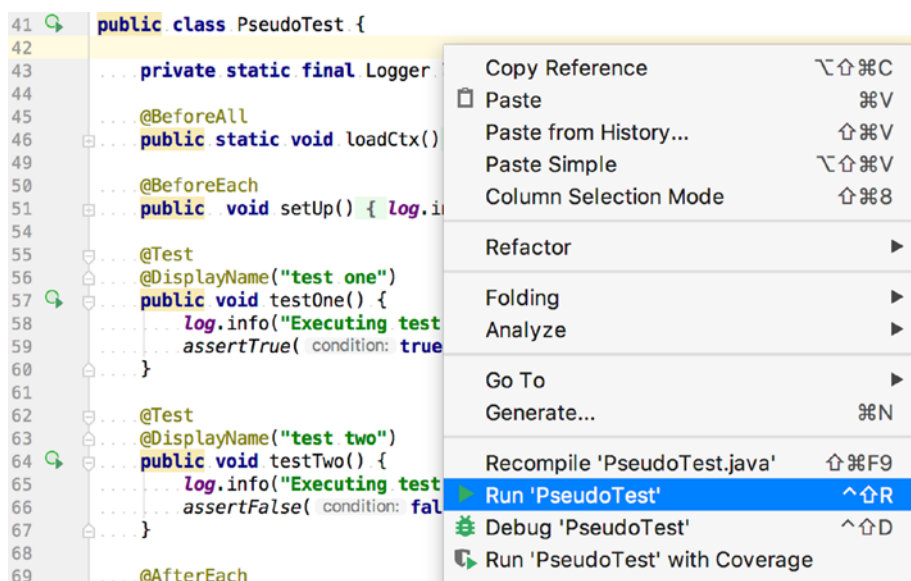 41 public class PseudoTest {
42
43 private static final Logger
44
45 @BeforeAll
46 public static void loadCtx()
49
50 @BeforeEach
51 public void setUp() { log.in
54
55 @Test
56 @DisplayName("test one")
57 public void testOne() {
58 log.info("Executing test
59 assertTrue( condition: true
60 }
61
62 @Test
63 @DisplayName("test two")
64 public void testTwo() {
65 log.info("Executing test
66 assertFalse( condition: fal
67 }
68
69 @AfterEach
Copy Reference ⌥⇧⌘C
Paste ⌘V
Paste from History... ⇧⌘V
Paste Simple ⌥⇧⌘V
Column Selection Mode ⇧⌘8
Refactor
Folding
Analyze
Go To
Generate... ⌘N
Recompile 'PseudoTest.java' ⇧⌘F9
Run 'PseudoTest' ^⇧R
Debug 'PseudoTest' ^⇧D
Run 'PseudoTest' with Coverage